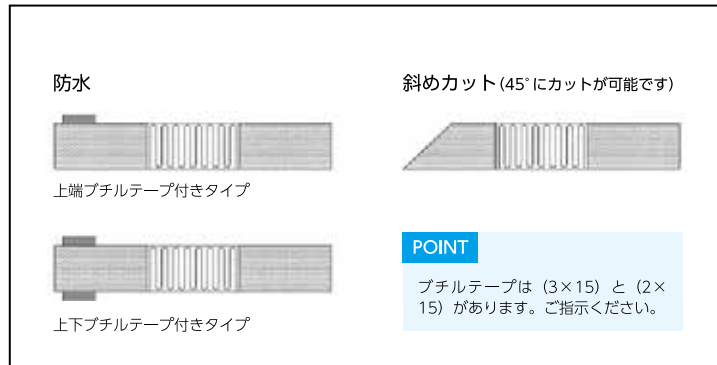 防水
上端ブチルテープ付きタイプ
上下ブチルテープ付きタイプ
斜めカット(45°にカットが可能です)
POINT
ブチルテープは(3×15)と(2×
15)があります。ご指示ください。